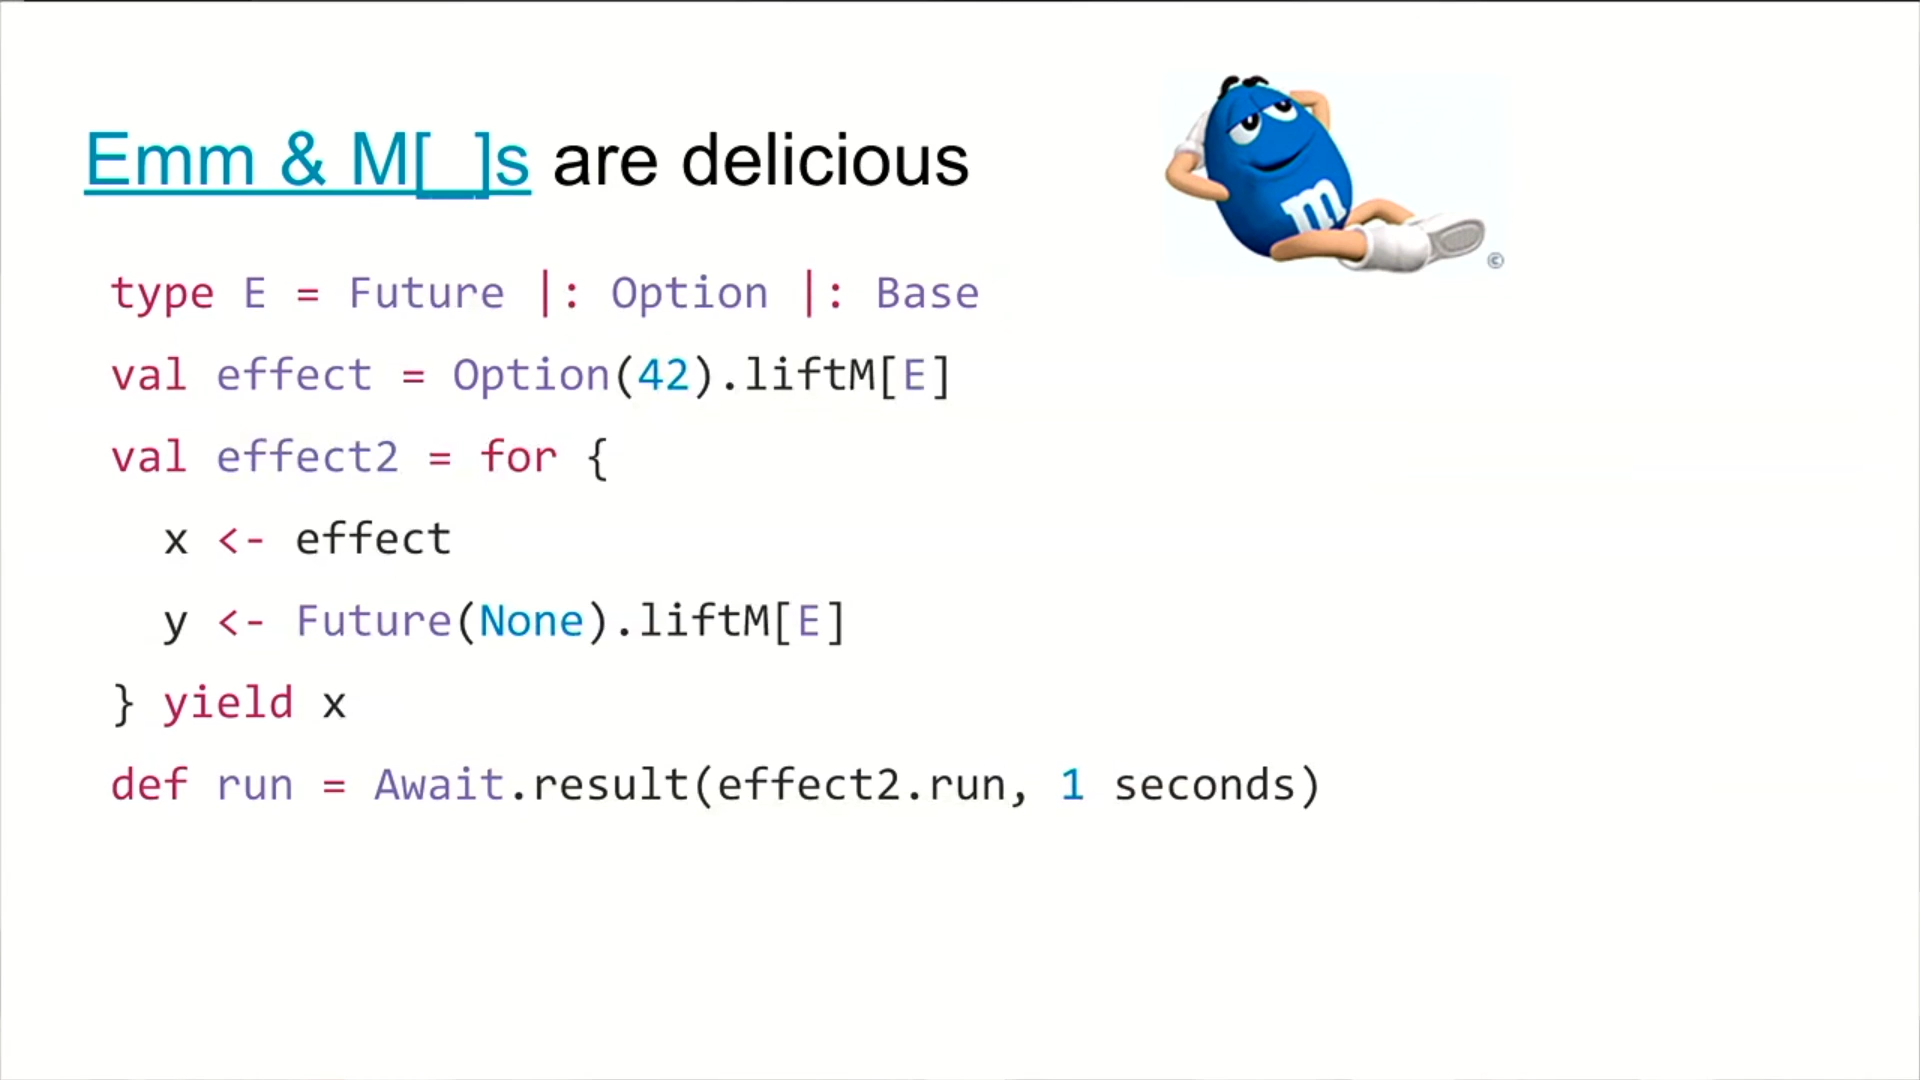 Emm & M[_]s are delicious
m
©
type E = Future |: Option |: Base
val effect = Option(42).liftM[E]
val effect2 = for {
  x <- effect
  y <- Future(None).liftM[E]
} yield x
def run = Await.result(effect2.run, 1 seconds)